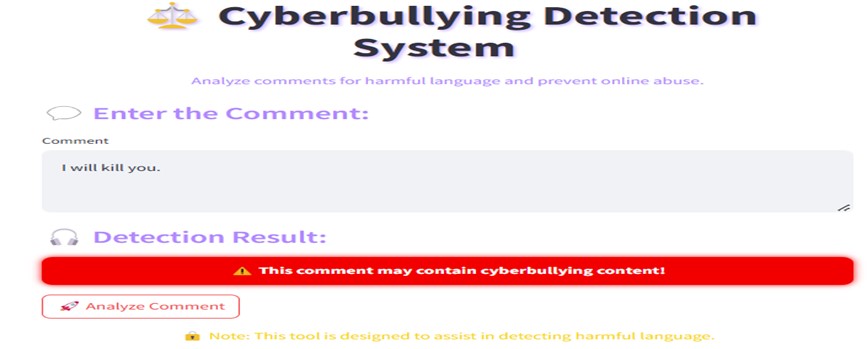 Cyberbullying Detection
System
Analyze comments for harmful language and prevent online abuse.
Enter the Comment:
Comment
I will kill you.
Detection Result:
⚠️ This comment may contain cyberbullying content!
🚀 Analyze Comment
🔒 Note: This tool is designed to assist in detecting harmful language.